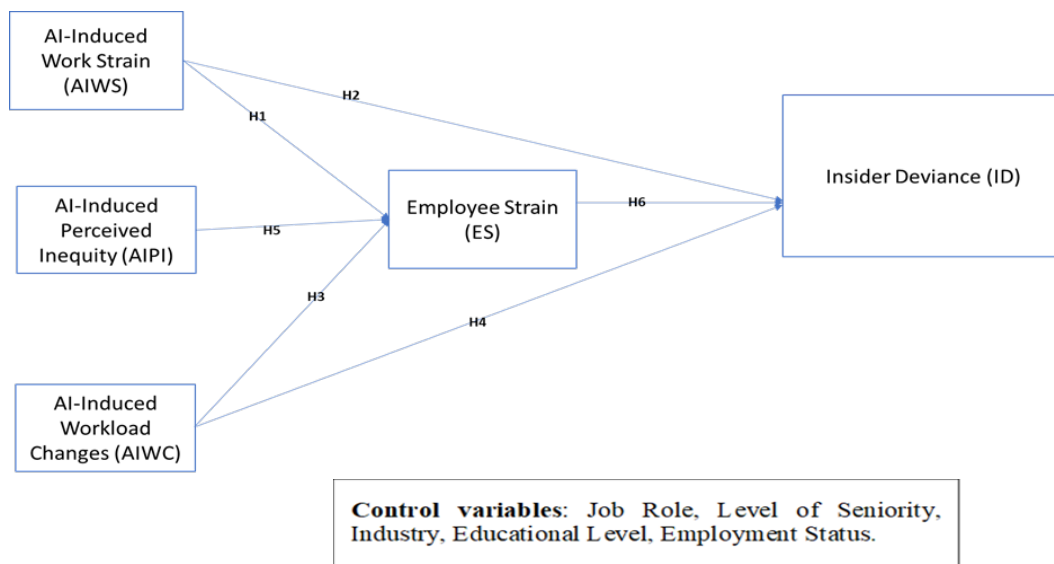 AI-Induced
Work Strain
(AIWS)
H2
H1
Insider Deviance (ID)
AI-Induced
Perceived
Inequity (AIPI)
H5
Employee Strain
(ES)
H6
H3
H4
AI-Induced
Workload
Changes (AIWC)
Control variables: Job Role, Level of Seniority,
Industry, Educational Level, Employment Status.